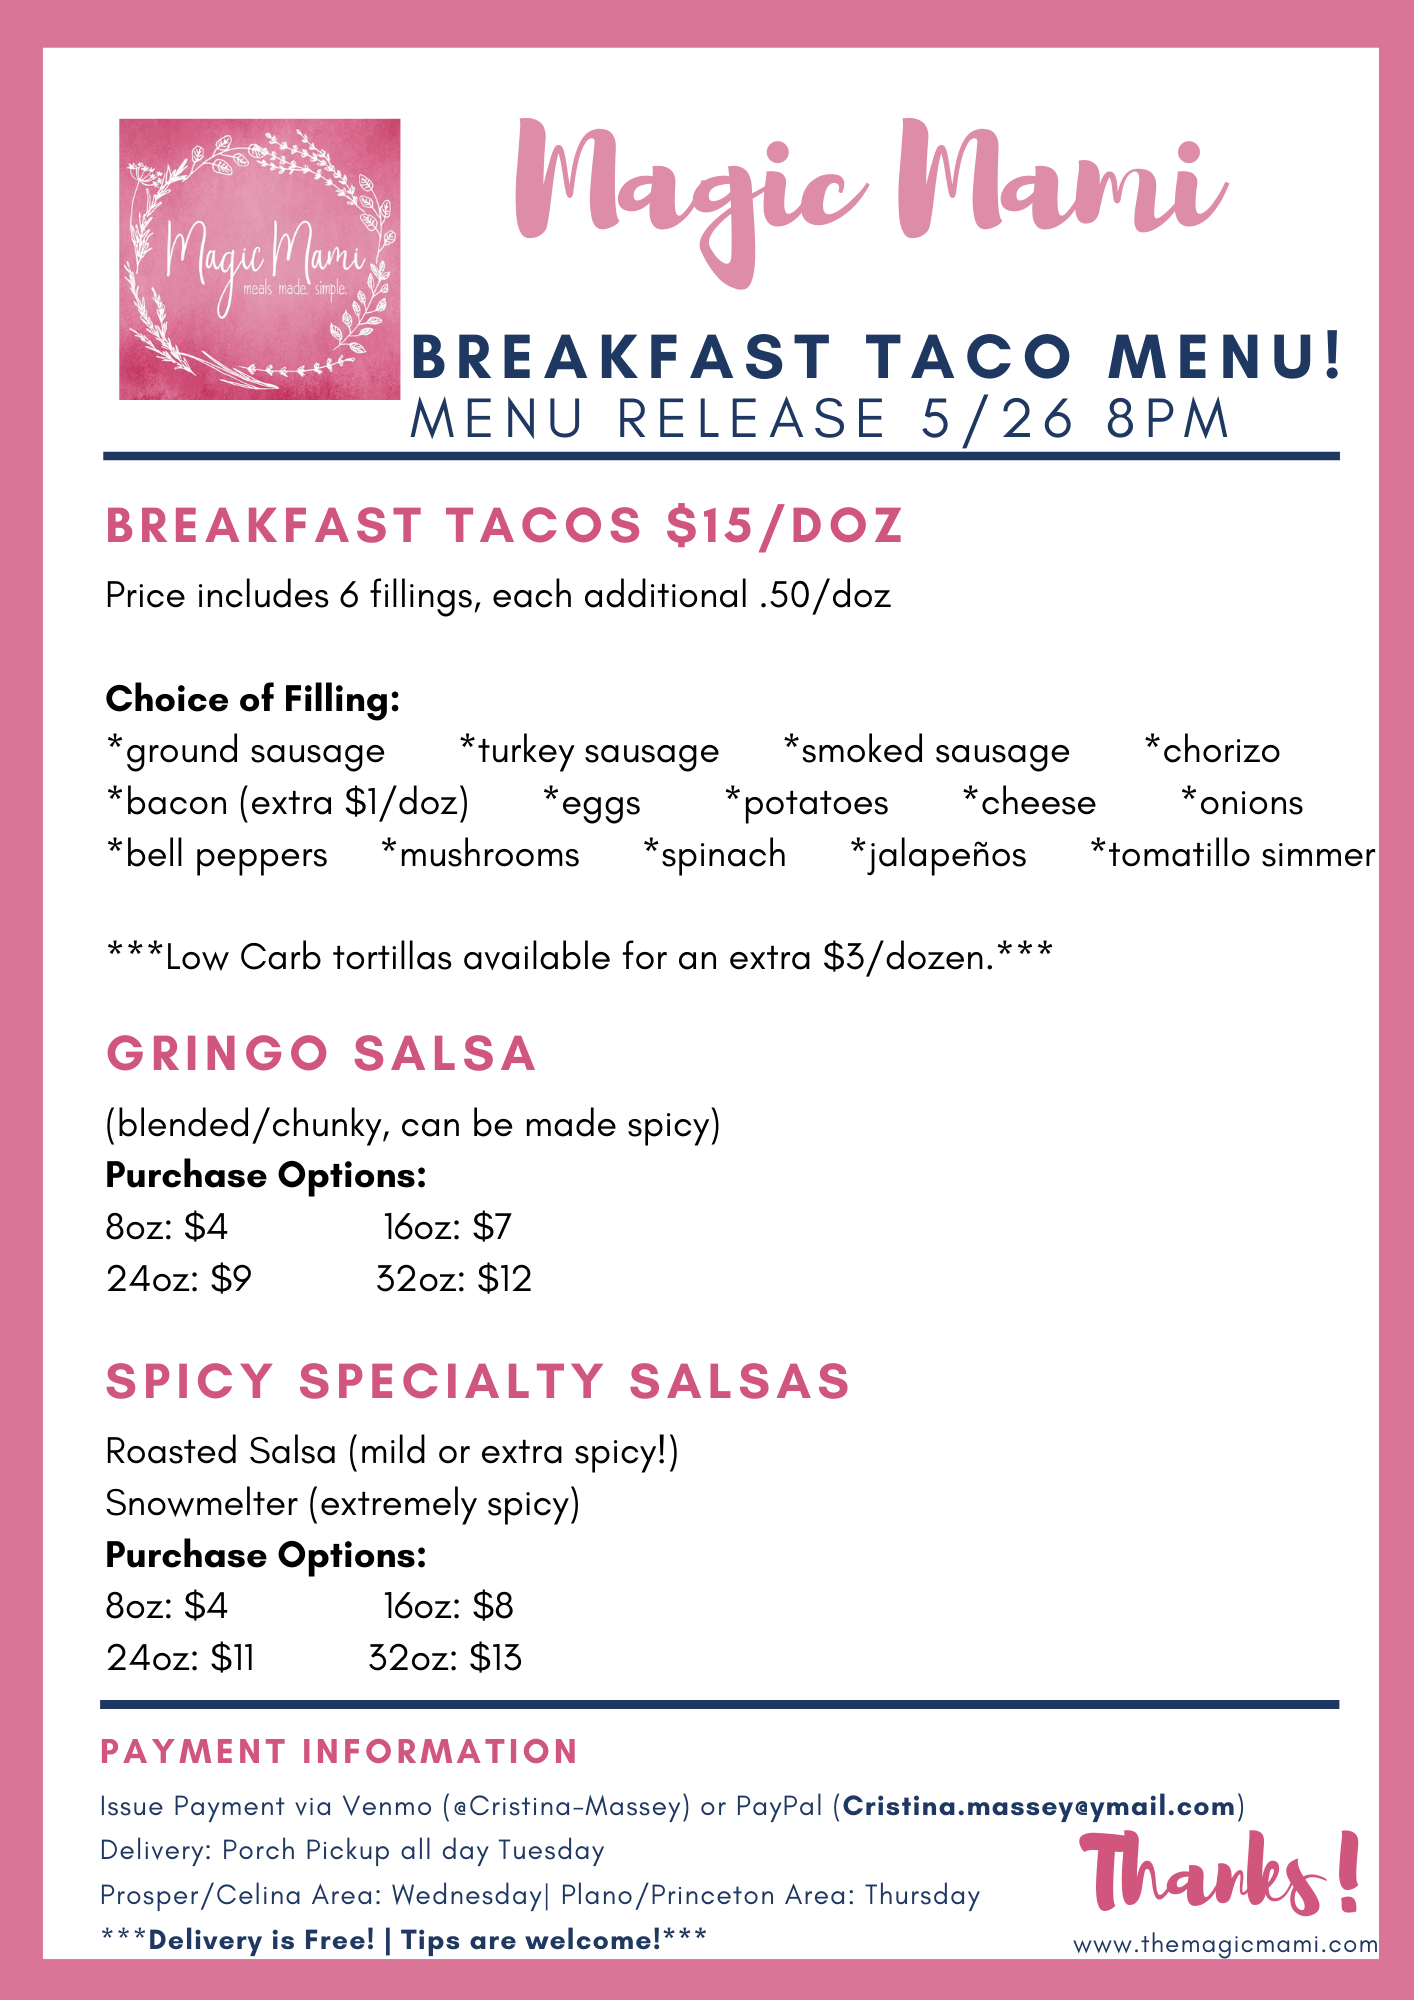 Magic Mami
meals made. simple.
Magic Mami
BREAKFAST TACO MENU!
MENU RELEASE 5/26 8PM
BREAKFAST TACOS $15/DOZ
Price includes 6 fillings, each additional .50/doz
Choice of Filling:
*ground sausage *turkey sausage *smoked sausage *chorizo
*bacon (extra $1/doz) *eggs *potatoes *cheese *onions
*bell peppers *mushrooms *spinach *jalapeños *tomatillo simmer
***Low Carb tortillas available for an extra $3/dozen.***
GRINGO SALSA
(blended/chunky, can be made spicy)
Purchase Options:
8oz: $4 16oz: $7
24oz: $9 32oz: $12
SPICY SPECIALTY SALSAS
Roasted Salsa (mild or extra spicy!)
Snowmelter (extremely spicy)
Purchase Options:
8oz: $4 16oz: $8
24oz: $11 32oz: $13
PAYMENT INFORMATION
Issue Payment via Venmo (@Cristina-Massey) or PayPal (Cristina.massey@ymail.com)
Delivery: Porch Pickup all day Tuesday
Prosper/Celina Area: Wednesday| Plano/Princeton Area: Thursday
***Delivery is Free! | Tips are welcome!***
Thanks!
www.themagicmami.com